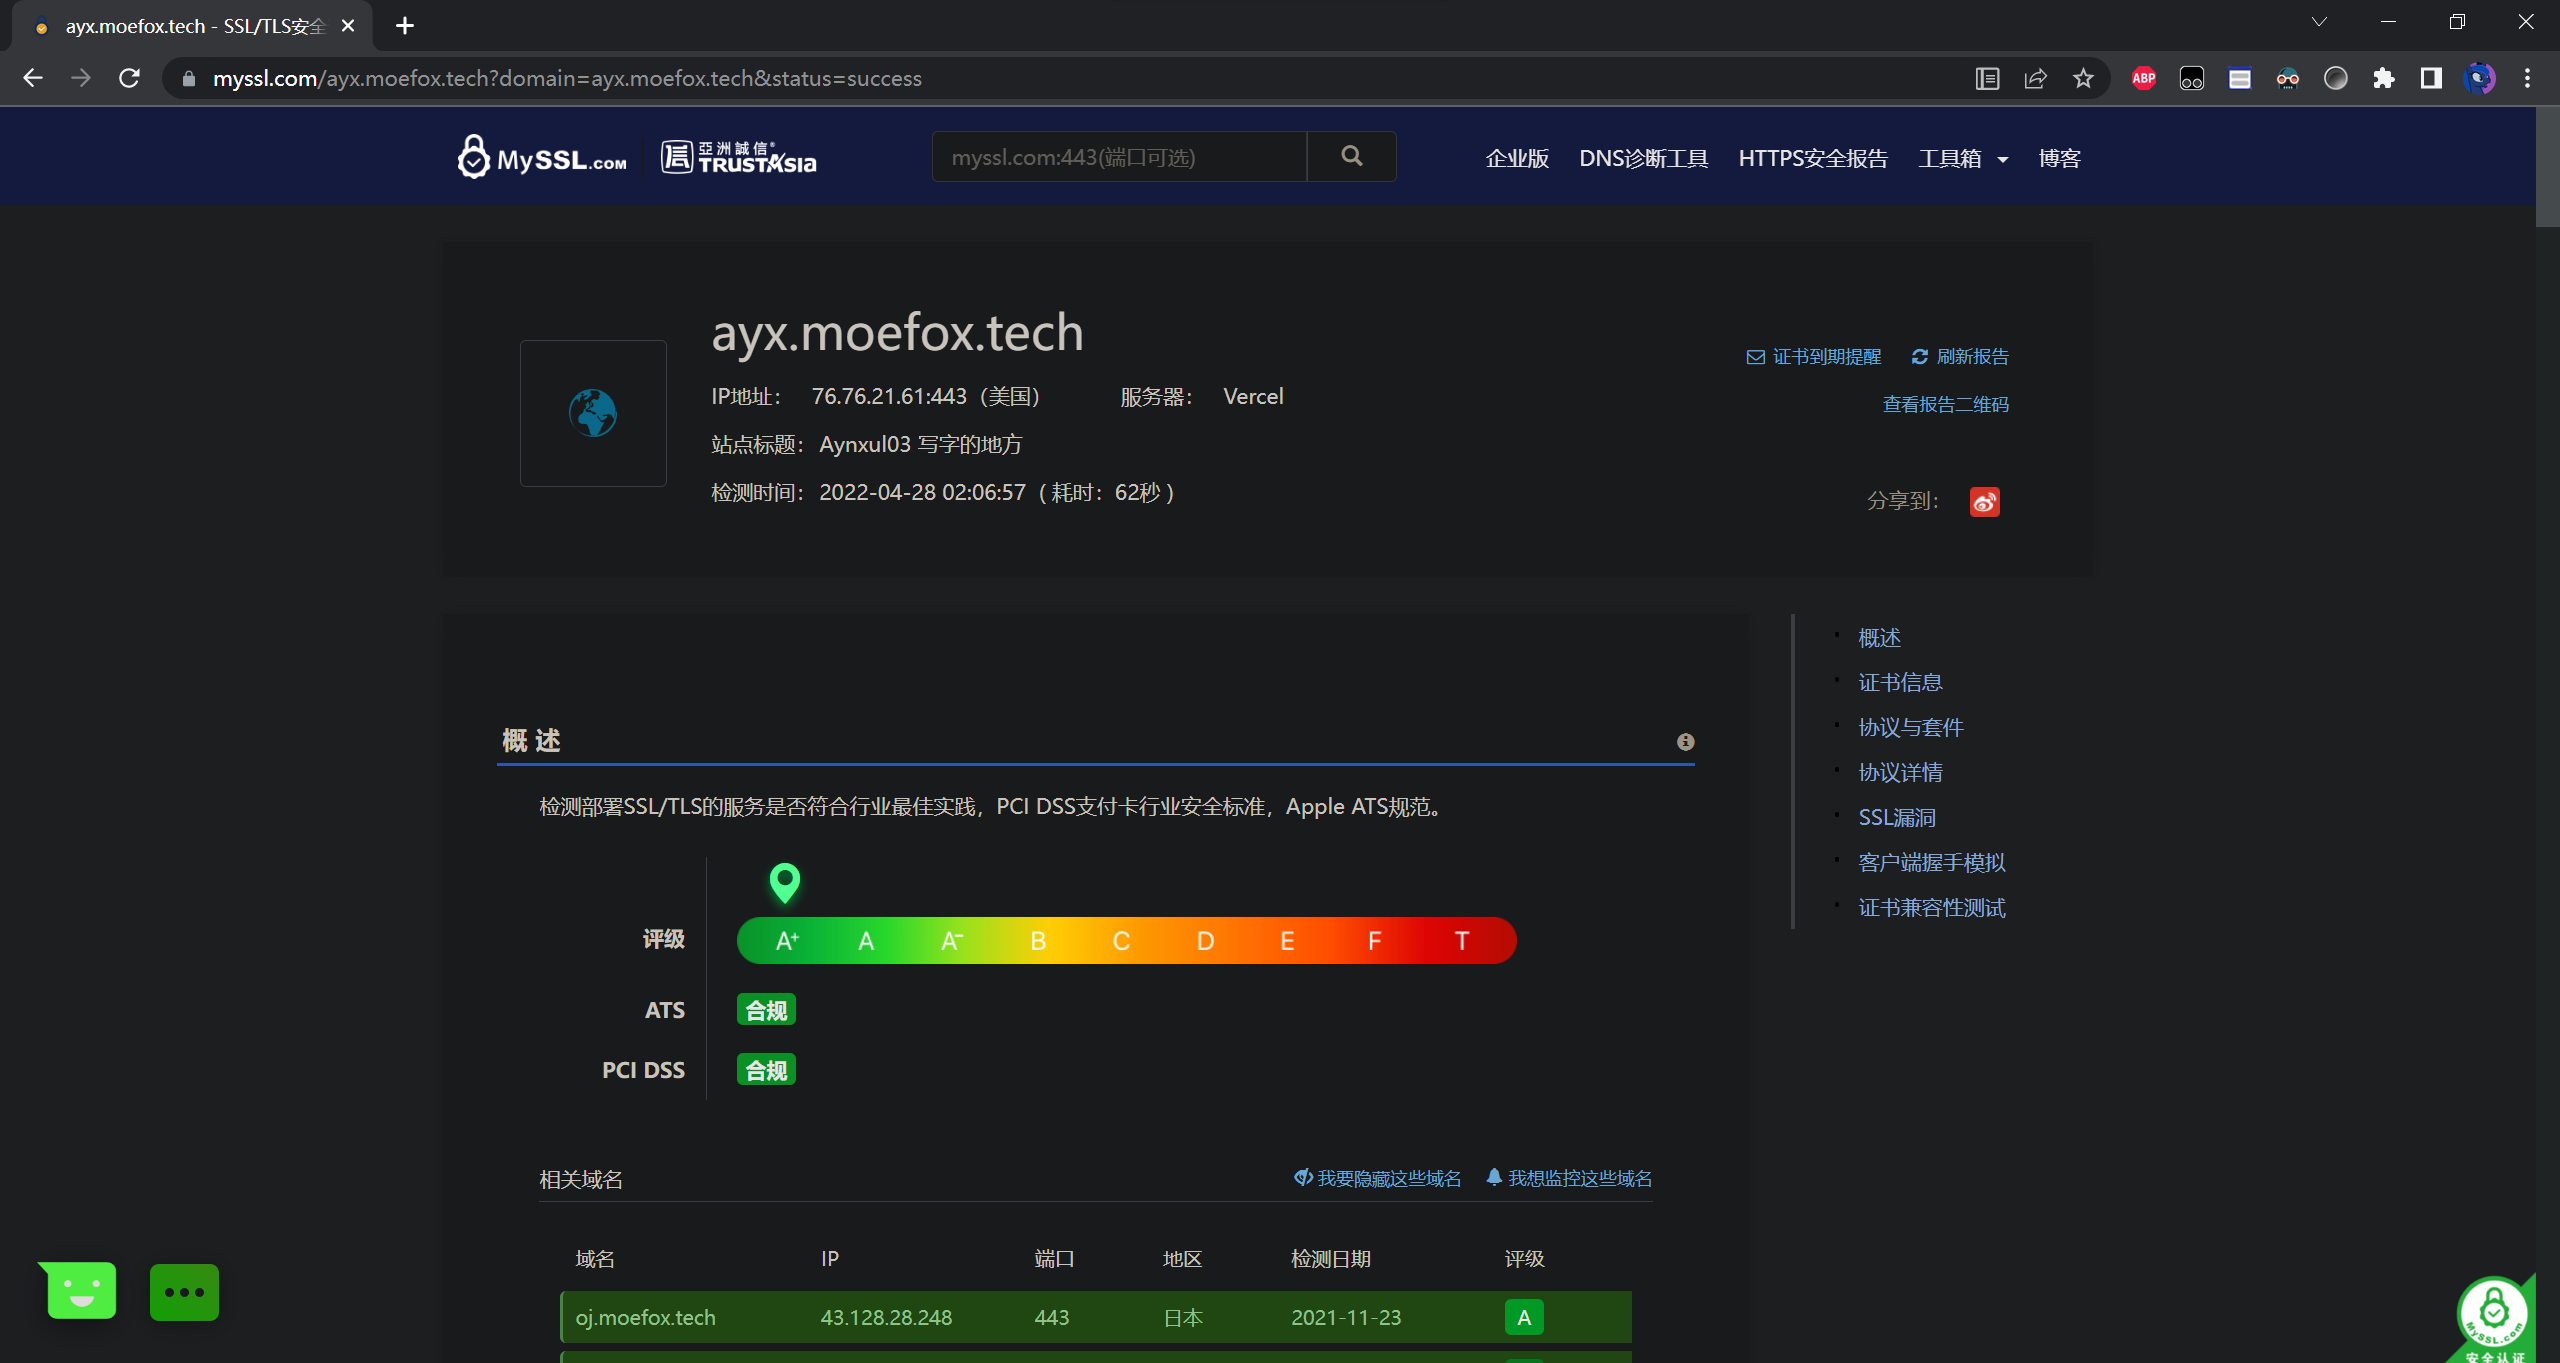 ayx.moefox.tech - SSL/TLS安全
myssl.com/ayx.moefox.tech?domain=ayx.moefox.tech&status=success
ABP
MySSL.com
信 亞洲誠信®
TRUSTAsia
myssl.com:443(端口可选)
企业版 DNS诊断工具 HTTPS安全报告 工具箱 博客
ayx.moefox.tech
IP地址： 76.76.21.61:443（美国） 服务器： Vercel
站点标题： Aynxul03 写字的地方
检测时间： 2022-04-28 02:06:57 ( 耗时：62秒 )
证书到期提醒 刷新报告
查看报告二维码
分享到：
概述
检测部署SSL/TLS的服务是否符合行业最佳实践，PCI DSS支付卡行业安全标准，Apple ATS规范。
评级 A+ A A- B C D E F T
ATS 合规
PCI DSS 合规
相关域名 我要隐藏这些域名 我想监控这些域名
域名 IP 端口 地区 检测日期 评级
oj.moefox.tech 43.128.28.248 443 日本 2021-11-23 A
概述
证书信息
协议与套件
协议详情
SSL漏洞
客户端握手模拟
证书兼容性测试
MySSL.com
安全认证